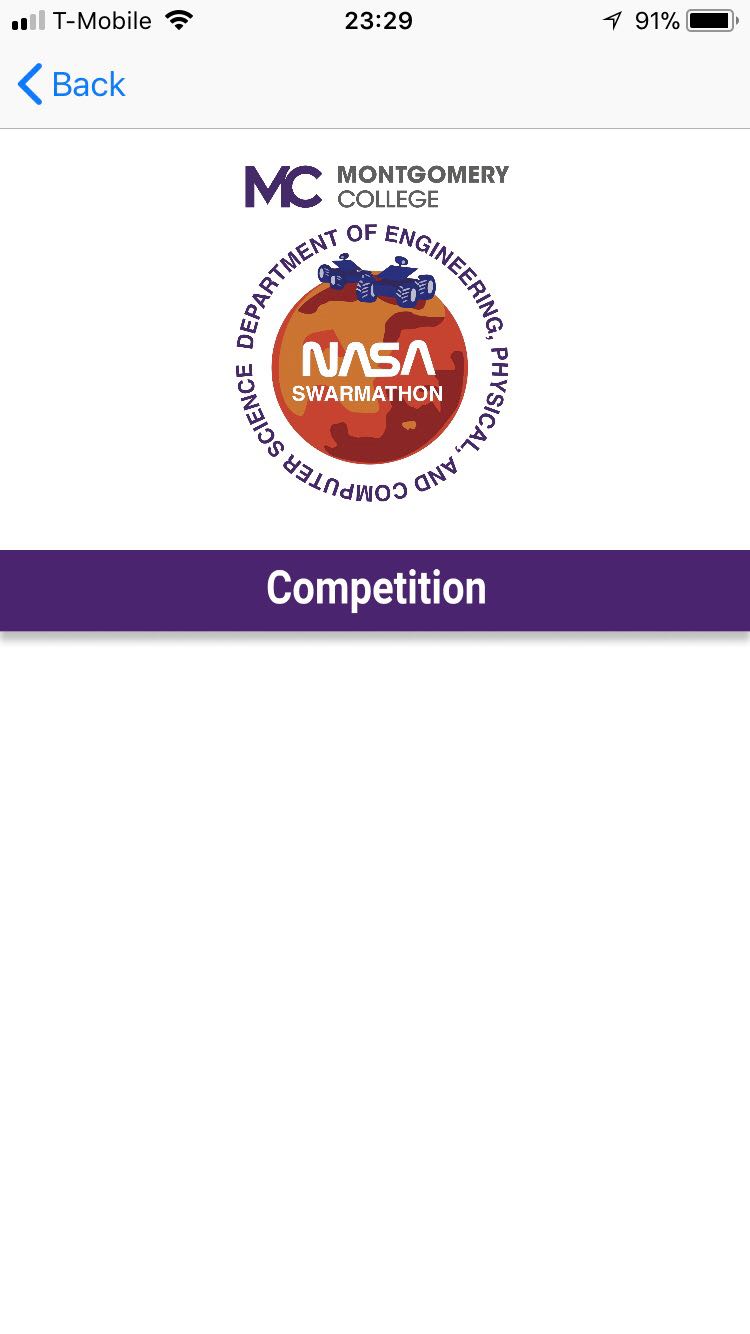 T-Mobile 23:29 91%
Back
MC MONTGOMERY
COLLEGE
DEPARTMENT OF ENGINEERING, PHYSICAL, AND COMPUTER SCIENCE
NASA
SWARMATHON
Competition